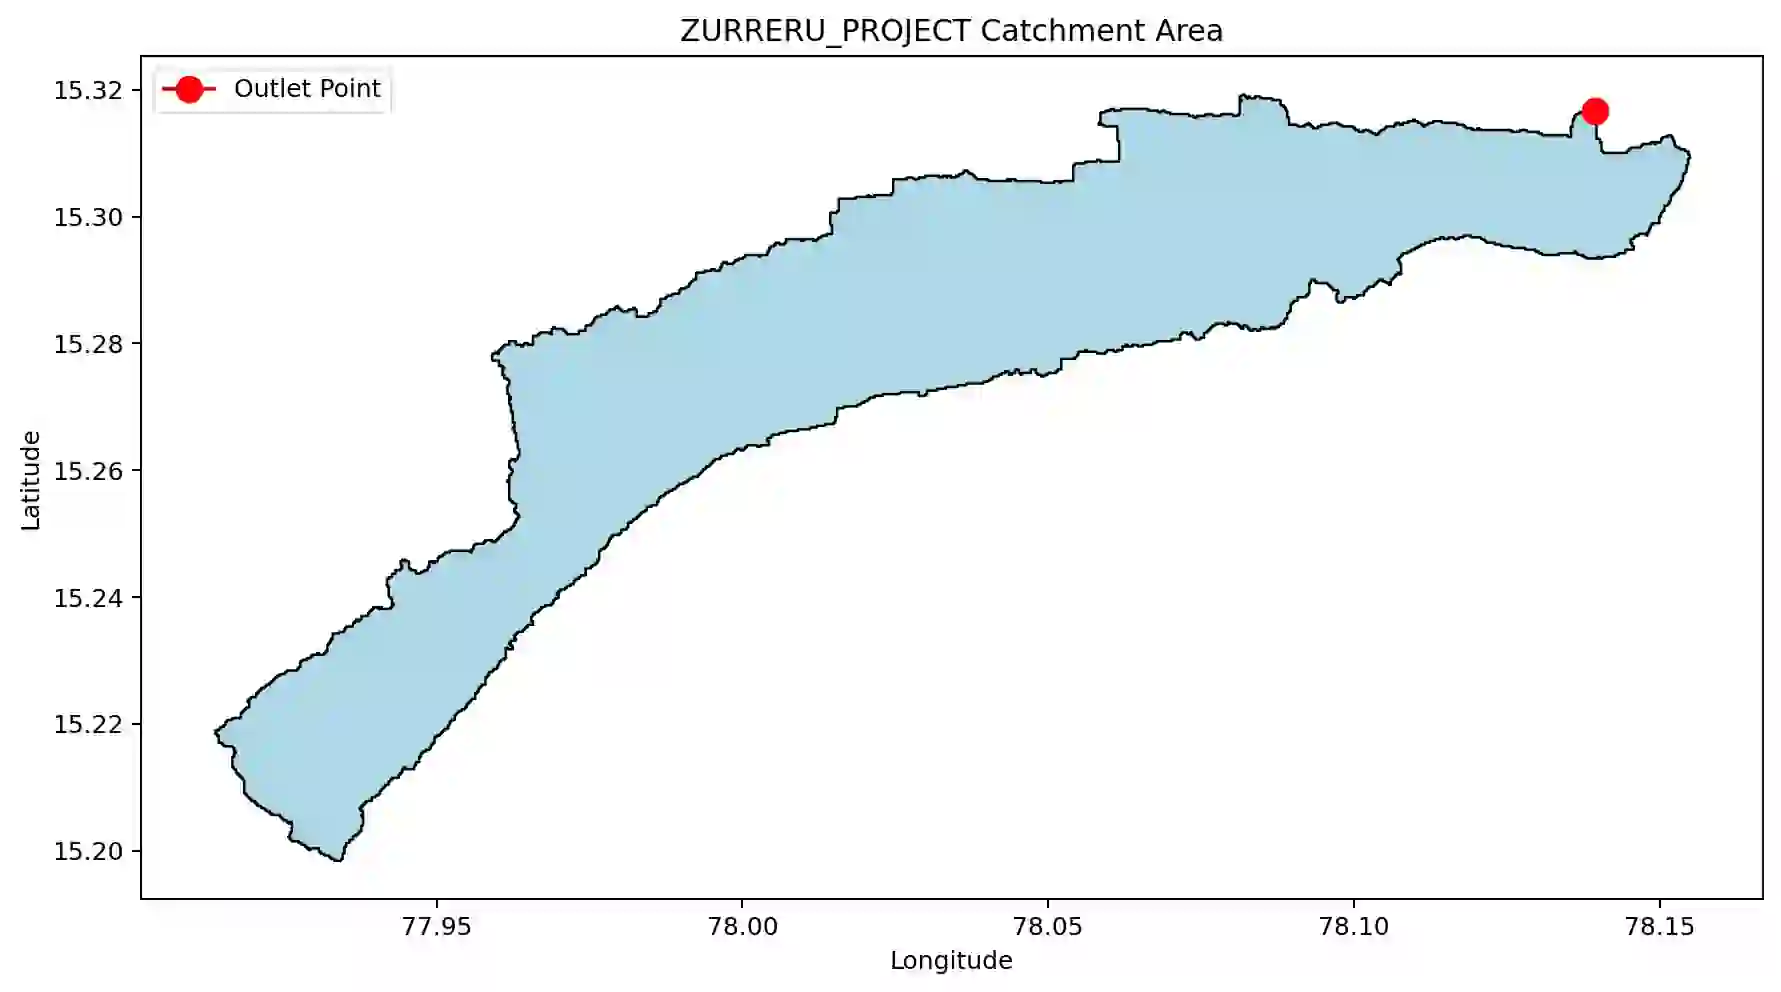 ZURRERU_PROJECT Catchment Area
Outlet Point
Latitude
15.32
15.30
15.28
15.26
15.24
15.22
15.20
77.95 78.00 78.05 78.10 78.15
Longitude